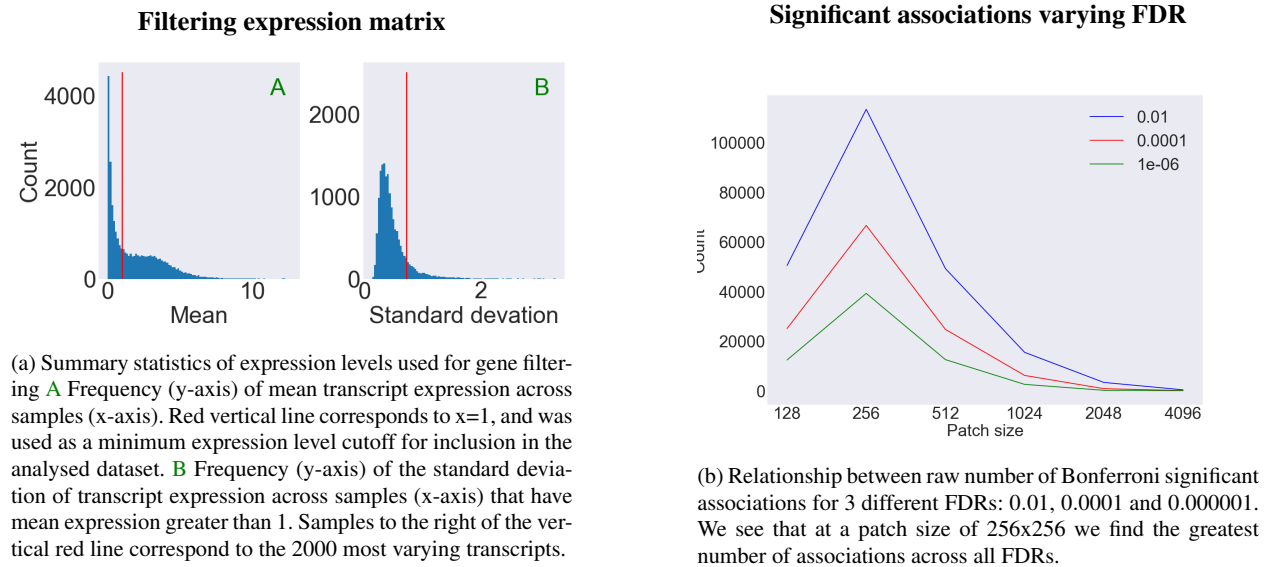 Filtering expression matrix
A
B
4000
2000
0
Count
0
10
Mean
2000
1000
0
0
2
Standard devation
(a) Summary statistics of expression levels used for gene filter-
ing A Frequency (y-axis) of mean transcript expression across
samples (x-axis). Red vertical line corresponds to x=1, and was
used as a minimum expression level cutoff for inclusion in the
analysed dataset. B Frequency (y-axis) of the standard devia-
tion of transcript expression across samples (x-axis) that have
mean expression greater than 1. Samples to the right of the ver-
tical red line correspond to the 2000 most varying transcripts.
Significant associations varying FDR
0.01
0.0001
1e-06
100000
80000
60000
40000
20000
0
Count
128 256 512 1024 2048 4096
Patch size
(b) Relationship between raw number of Bonferroni significant
associations for 3 different FDRs: 0.01, 0.0001 and 0.000001.
We see that at a patch size of 256x256 we find the greatest
number of associations across all FDRs.